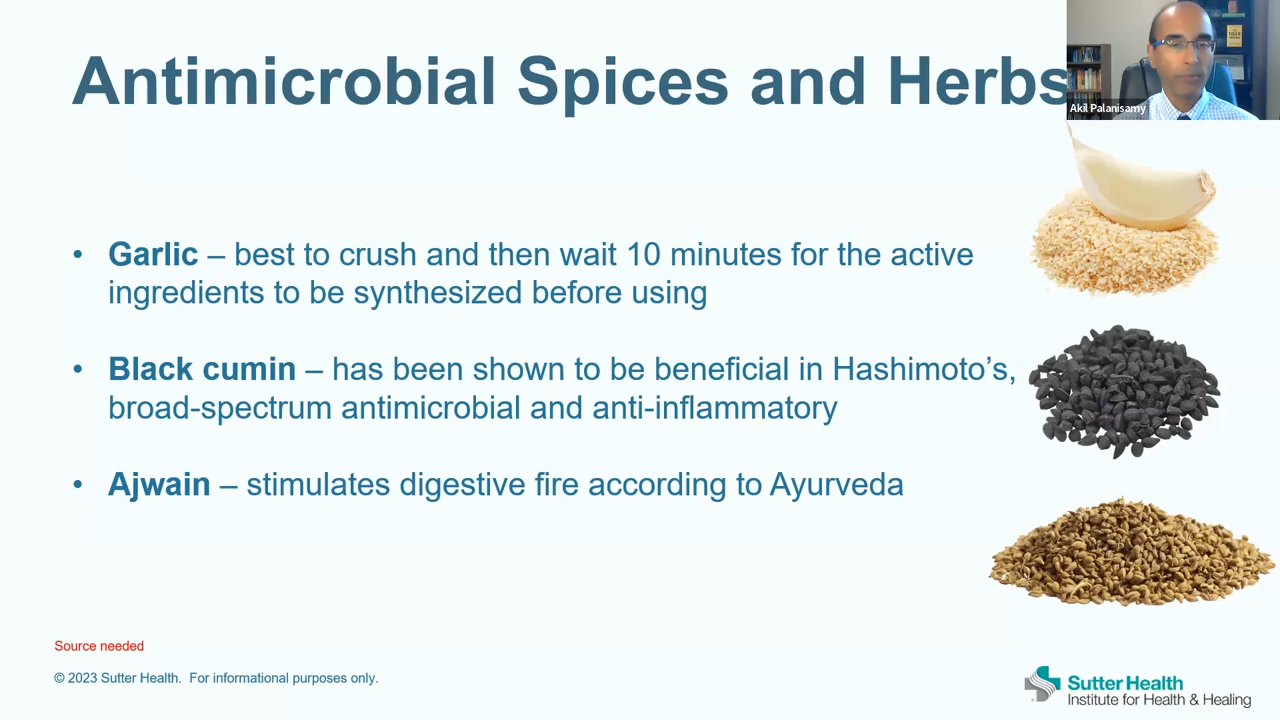 Antimicrobial Spices and Herbs
Akil Palanisamy
• Garlic – best to crush and then wait 10 minutes for the active
ingredients to be synthesized before using
• Black cumin – has been shown to be beneficial in Hashimoto’s,
broad-spectrum antimicrobial and anti-inflammatory
• Ajwain – stimulates digestive fire according to Ayurveda
Source needed
© 2023 Sutter Health. For informational purposes only.
Sutter Health
Institute for Health & Healing